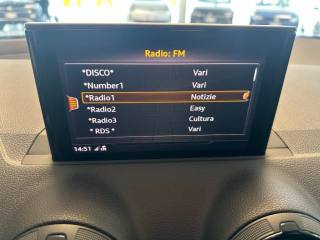 Radio: FM
*DISCO* Vari
*Number1 Vari
*Radio1 Notizie
*Radio2 Easy
*Radio3 Cultura
* RDS * Vari
14:51